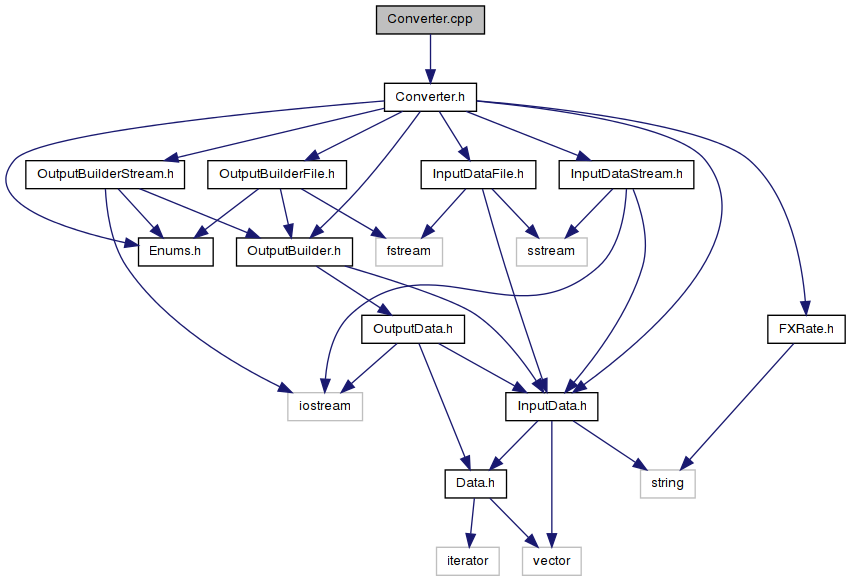 Converter.cpp
Converter.h
OutputBuilderStream.h
OutputBuilderFile.h
InputDataFile.h
InputDataStream.h
Enums.h
OutputBuilder.h
fstream
sstream
OutputData.h
FXRate.h
iostream
InputData.h
Data.h
string
iterator
vector